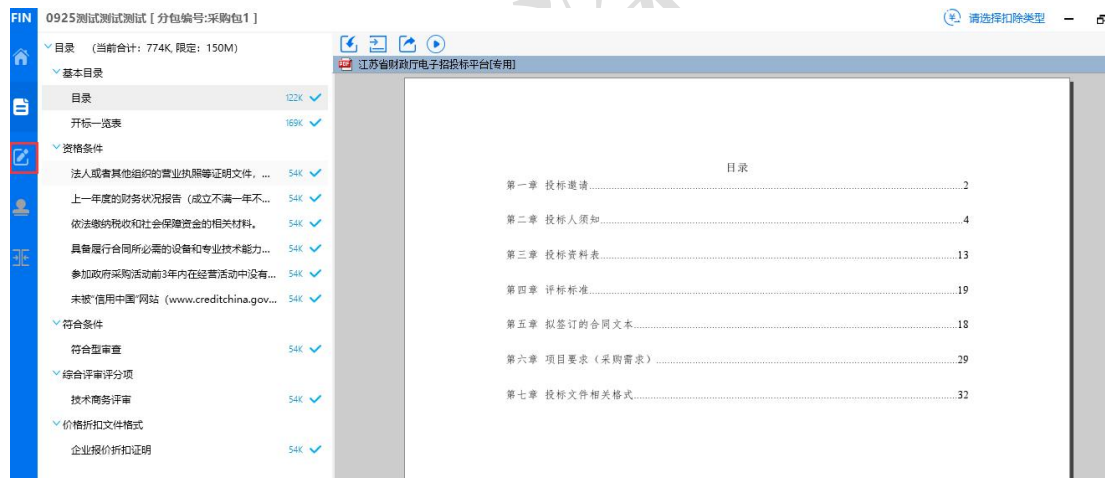 FIN 0925测试测试测试 [ 分包编号:采购包1 ] 请选择扣除类型
目录 (当前合计: 774K, 限定: 150M)
基本目录
目录 122K
开标一览表 169K
资格条件
法人或者其他组织的营业执照等证明文件, ... 54K
上一年度的财务状况报告 (成立不满一年不... 54K
依法缴纳税收和社会保障资金的相关材料。 54K
具备履行合同所必需的设备和专业技术能力... 54K
参加政府采购活动前3年内在经营活动中没有... 54K
未被“信用中国”网站 (www.creditchina.gov... 54K
符合条件
符合型审查 54K
综合评审评分项
技术商务评审 54K
价格折扣文件格式
企业报价折扣证明 54K
江苏省财政厅电子招投标平台[专用]
目录
第一章 投标邀请 2
第二章 投标人须知 4
第三章 投标资料表 13
第四章 评标标准 19
第五章 拟签订的合同文本 18
第六章 项目要求（采购需求） 29
第七章 投标文件相关格式 32